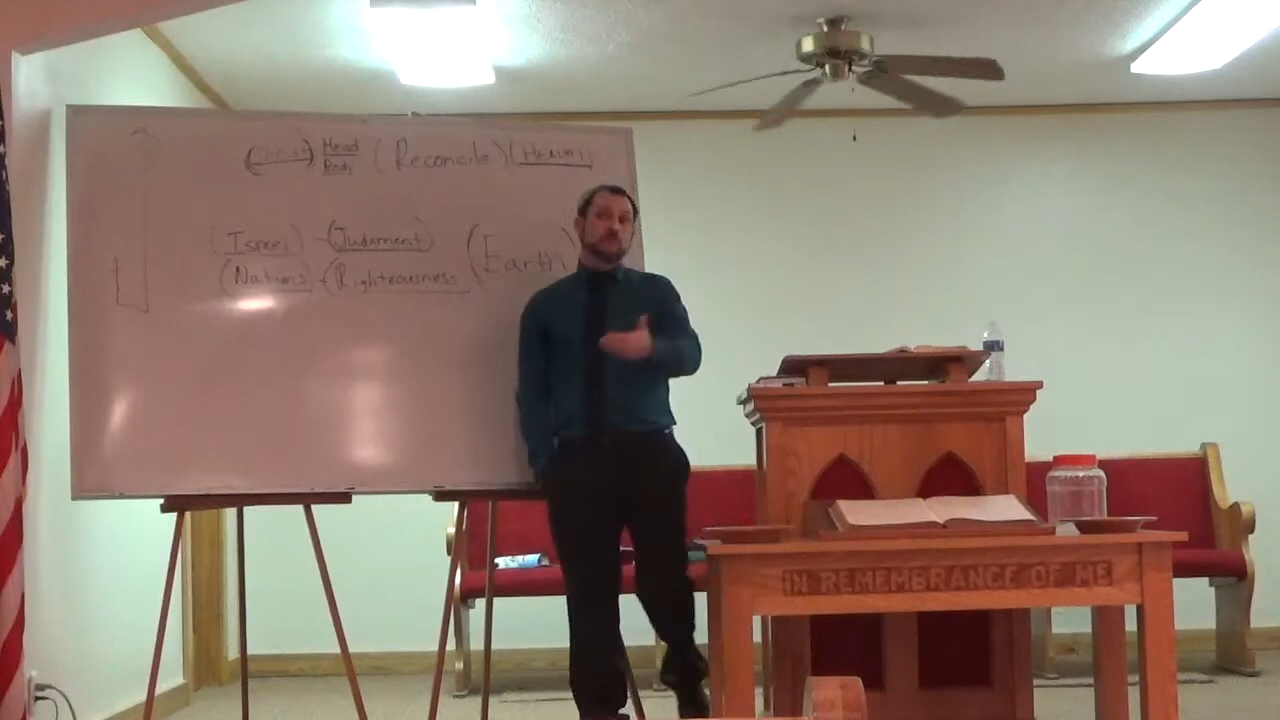 Head
Body
(Reconcile) (Heaven)
(Israel) - (Judgment)
(Earth)
(Nations) - (Righteousness
IN REMEMBRANCE OF ME